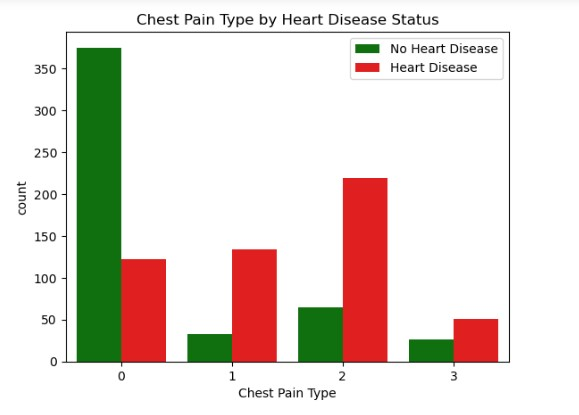 Chest Pain Type by Heart Disease Status
No Heart Disease
Heart Disease
350
300
250
200
150
100
50
0
count
0 1 2 3
Chest Pain Type